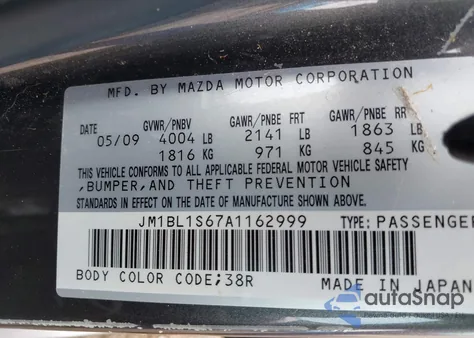 MFD. BY MAZDA MOTOR CORPORATION
GVWR/PNBV GAWR/PNBE FRT GAWR/PNBE RR
05/09 4004 LB 2141 LB 1863 LB
1816 KG 971 KG 845 KG
THIS VEHICLE CONFORMS TO ALL APPLICABLE FEDERAL MOTOR VEHICLE SAFETY
,BUMPER,AND THEFT PREVENTION
STANDARDS IN EFFECT ON THE DATE OF MANUFACTURE SHOWN ABOVE.
JM1BL1S67A1162999 TYPE: PASSENGER
BODY COLOR CODE;38R MADE IN JAPAN
autoSnap